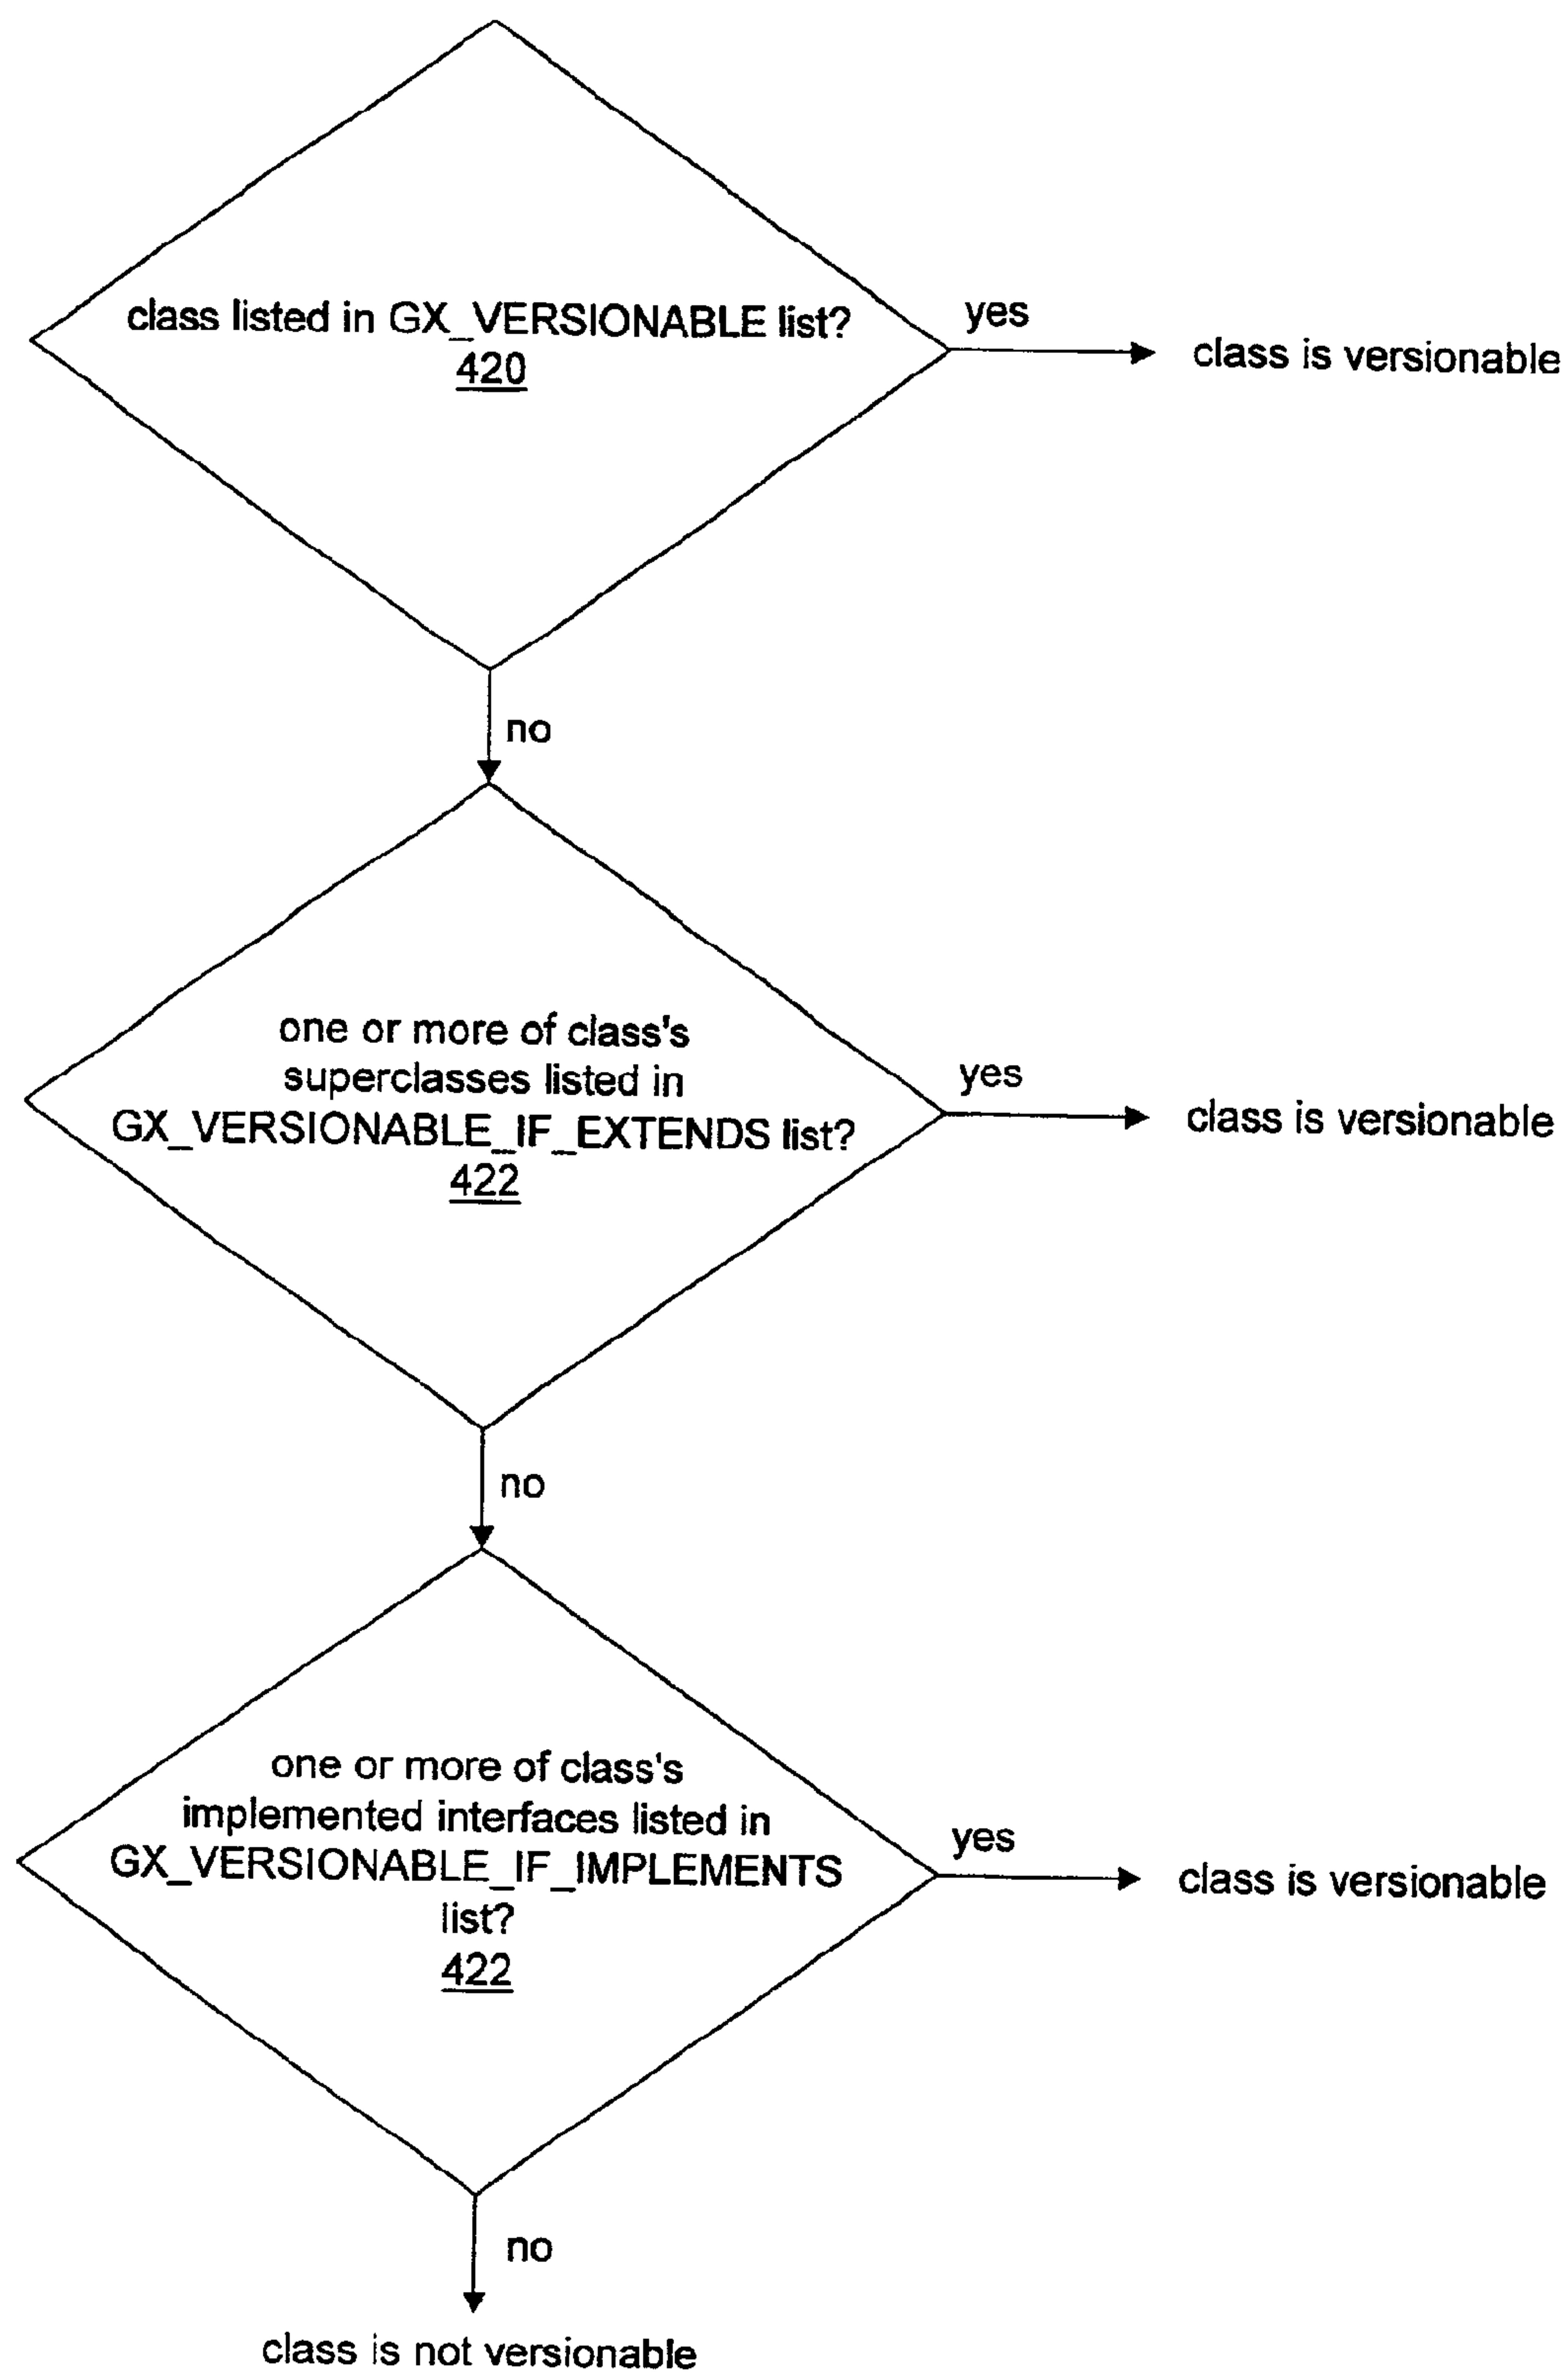 class listed in GX_VERSIONABLE list?
420
yes
class is versionable
no
one or more of class's
superclasses listed in
GX_VERSIONABLE_IF_EXTENDS list?
422
yes
class is versionable
no
one or more of class's
implemented interfaces listed in
GX_VERSIONABLE_IF_IMPLEMENTS
list?
422
yes
class is versionable
no
class is not versionable